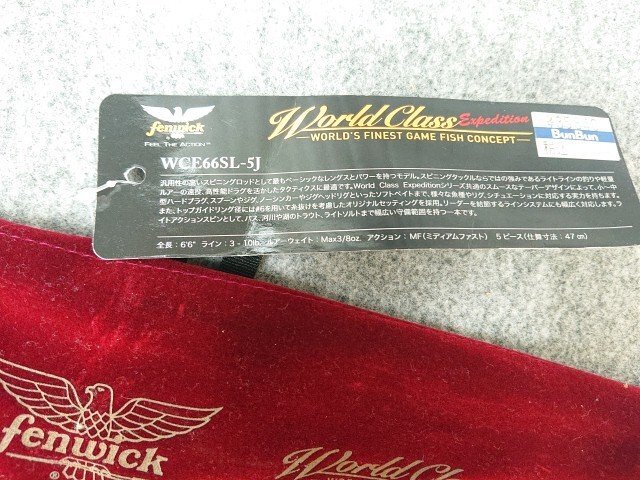 fenwick
FEEL THE ACTION™
World Class Expedition
WORLD'S FINEST GAME FISH CONCEPT
BunBun
WCE66SL-5J
汎用性の高いスピニングロッドとして最もベーシックなレングスとパワーを持つモデル。スピニングタックルならではの強みであるライトラインの釣りや軽量
ルアーの遠投、高性能ドラグを活かしたタクティクスに最適です。World Class Expeditionシリーズ共通のスムースなテーパーデザインによって、小〜中
型ハードプラグ、スプーンやジグ、ノーシンカーやジグヘッドリグといったソフトベイトまで、様々な魚種やリグ、シチュエーションに対応する実力を持ちます。
また、トップガイドリング径には#6を用いて糸抜けを考慮したオリジナルセッティングを採用。リーダーを結節するラインシステムにも幅広く対応します。ラ
イトアクションスピンとして、バス、河川や湖のトラウト、ライトソルトまで幅広い守備範囲を持つ一本です。
全長：6'6" ライン：3 - 10lb. ルアーウェイト：Max3/8oz. アクション：MF(ミディアムファスト) 5ピース(仕舞寸法：47㎝)
fenwick
®
World Class